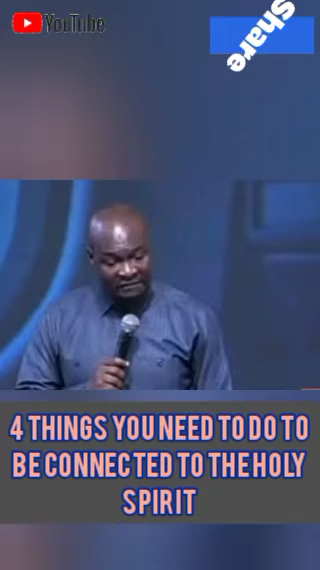 YouTube
Share
4 THINGS YOU NEED TO DO TO
BE CONNECTED TO THE HOLY
SPIRIT